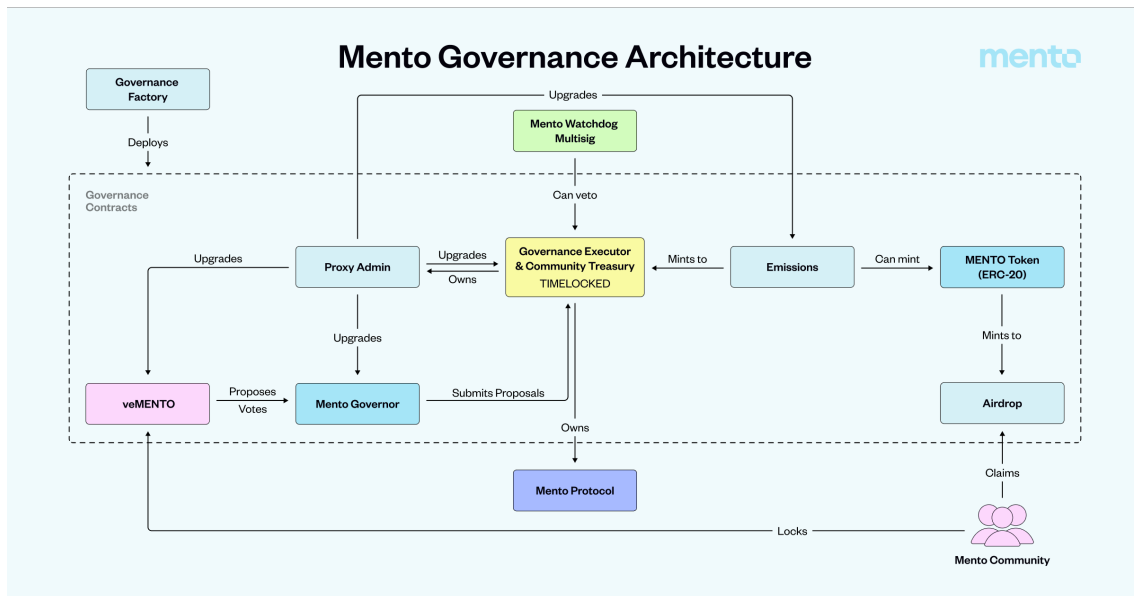 Mento Governance Architecture
mento
Governance
Factory
Upgrades
Mento Watchdog
Multisig
Deploys
Governance
Contracts
Can veto
Upgrades
Proxy Admin
Upgrades
Owns
Governance Executor
& Community Treasury
TIMELOCKED
Mints to
Emissions
Can mint
MENTO Token
(ERC-20)
Upgrades
Mints to
veMENTO
Proposes
Votes
Mento Governor
Submits Proposals
Airdrop
Owns
Claims
Mento Protocol
Locks
Mento Community